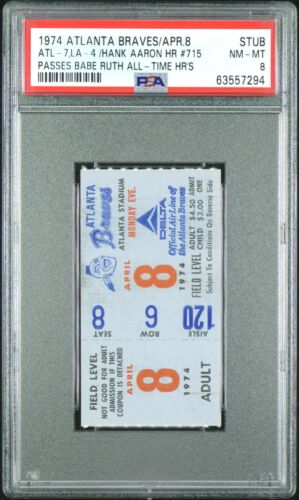 1974 ATLANTA BRAVES/APR.8 STUB
ATL - 7,LA - 4 /HANK AARON HR #715 NM - MT
PASSES BABE RUTH ALL - TIME HR'S 8
PSA 63557294
ATLANTA
Braves
ATLANTA STADIUM
MONDAY EVE.
APRIL
8
1974
DELTA
Official Air Line of
the Atlanta Braves
FIELD LEVEL
ADULT $4.50 ADMIT
CHILD $3.00 ONE
Subject To Conditions On Reverse Side
8
SEAT
6
ROW
120
AISLE
FIELD LEVEL
NOT GOOD FOR ADULT
ADMISSION IF THIS
COUPON IS DETACHED
APRIL
8
1974
ADULT